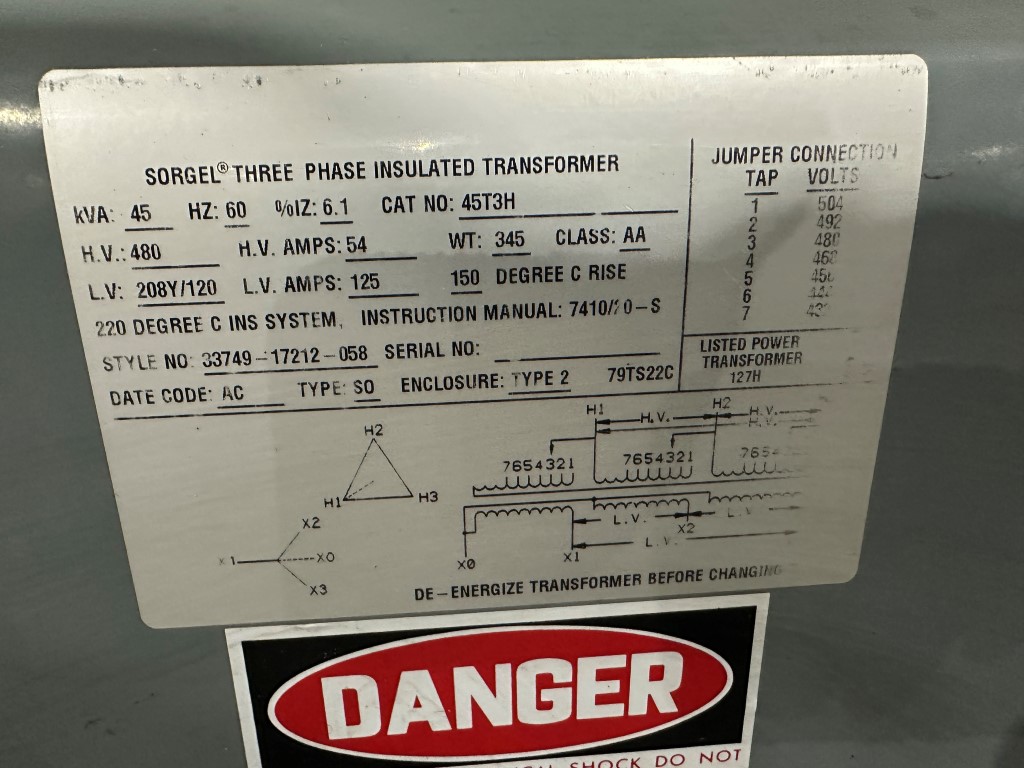 SORGEL® THREE PHASE INSULATED TRANSFORMER
kVA: 45 HZ: 60 %IZ: 6.1 CAT NO: 45T3H
H.V.: 480 H.V. AMPS: 54 WT: 345 CLASS: AA
L.V: 208Y/120 L.V. AMPS: 125 150 DEGREE C RISE
220 DEGREE C INS SYSTEM, INSTRUCTION MANUAL:
STYLE NO: 33749-17212-058 SERIAL NO:
DATE CODE: AC TYPE: SO ENCLOSURE: TYPE 2 79TS22C
JUMPER CONNECTION
TAP VOLTS
1 504
2 492
3 480
4 468
5
6
7
LISTED POWER
TRANSFORMER
127H
H2
H1 H3
X2
X1 X0
X3
H1 H.V. H2 H.V.
H.V.
7654321 7654321 765
L.V. X2 L.V.
X0 X1 L.V.
DE-ENERGIZE TRANSFORMER BEFORE CHANGING
DANGER
SHOCK DO NOT